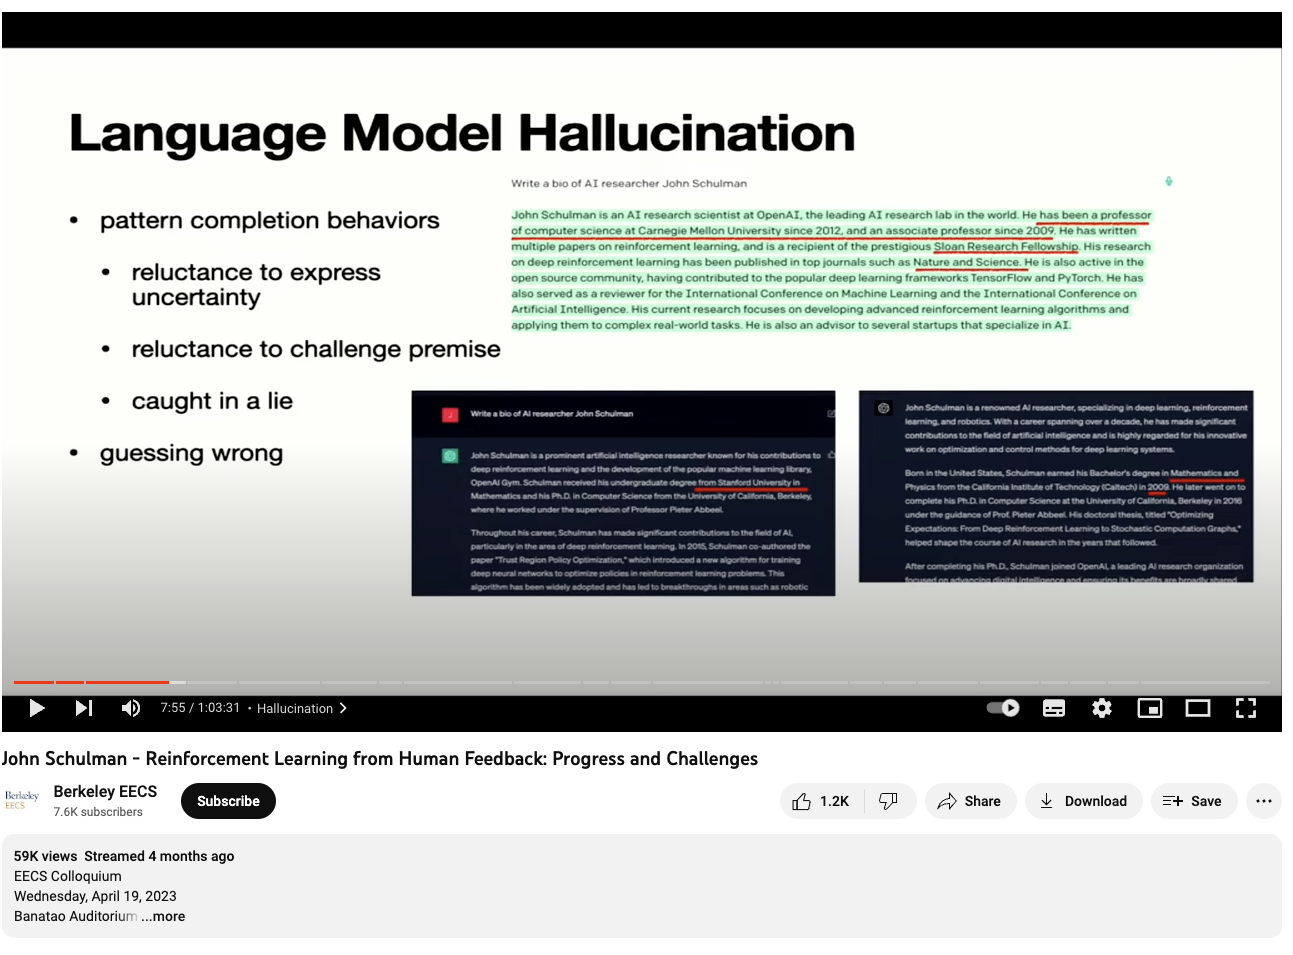 Language Model Hallucination
• pattern completion behaviors
• reluctance to express
uncertainty
• reluctance to challenge premise
• caught in a lie
• guessing wrong
Write a bio of AI researcher John Schulman
John Schulman is an AI research scientist at OpenAI, the leading AI research lab in the world. He has been a professor
of computer science at Carnegie Mellon University since 2012, and an associate professor since 2009. He has written
multiple papers on reinforcement learning, and is a recipient of the prestigious Sloan Research Fellowship. His research
on deep reinforcement learning has been published in top journals such as Nature and Science. He is also active in the
open source community, having contributed to the popular deep learning frameworks TensorFlow and PyTorch. He has
also served as a reviewer for the International Conference on Machine Learning and the International Conference on
Artificial Intelligence. His current research focuses on developing advanced reinforcement learning algorithms and
applying them to complex real-world tasks. He is also an advisor to several startups that specialize in AI.
J
Write a bio of AI researcher John Schulman
John Schulman is a prominent artificial intelligence researcher known for his contributions to
deep reinforcement learning and the development of the popular machine learning library,
OpenAI Gym. Schulman received his undergraduate degree from Stanford University in
Mathematics and his Ph.D. in Computer Science from the University of California, Berkeley,
where he worked under the supervision of Professor Pieter Abbeel.
Throughout his career, Schulman has made significant contributions to the field of AI,
particularly in the area of deep reinforcement learning. In 2015, Schulman co-authored the
paper "Trust Region Policy Optimization," which introduced a new algorithm for training
deep neural networks to optimize policies in reinforcement learning problems. This
algorithm has been widely adopted and has led to breakthroughs in areas such as robotic
John Schulman is a renowned AI researcher, specializing in deep learning, reinforcement
learning, and robotics. With a career spanning over a decade, he has made significant
contributions to the field of artificial intelligence and is highly regarded for his innovative
work on optimization and control methods for deep learning systems.
Born in the United States, Schulman earned his Bachelor's degree in Mathematics and
Physics from the California Institute of Technology (Caltech) in 2009. He later went on to
complete his Ph.D. in Computer Science at the University of California, Berkeley in 2016
under the guidance of Prof. Pieter Abbeel. His doctoral thesis, titled "Optimizing
Expectations: From Deep Reinforcement Learning to Stochastic Computation Graphs,"
helped shape the course of AI research in the years that followed.
After completing his Ph.D., Schulman joined OpenAI, a leading AI research organization
focused on advancing digital intelligence and ensuring its benefits are broadly shared
7:55 / 1:03:31 • Hallucination
John Schulman - Reinforcement Learning from Human Feedback: Progress and Challenges
Berkeley
EECS
Berkeley EECS
7.6K subscribers
Subscribe
1.2K
Share
Download
Save
59K views Streamed 4 months ago
EECS Colloquium
Wednesday, April 19, 2023
Banatao Auditorium ...more